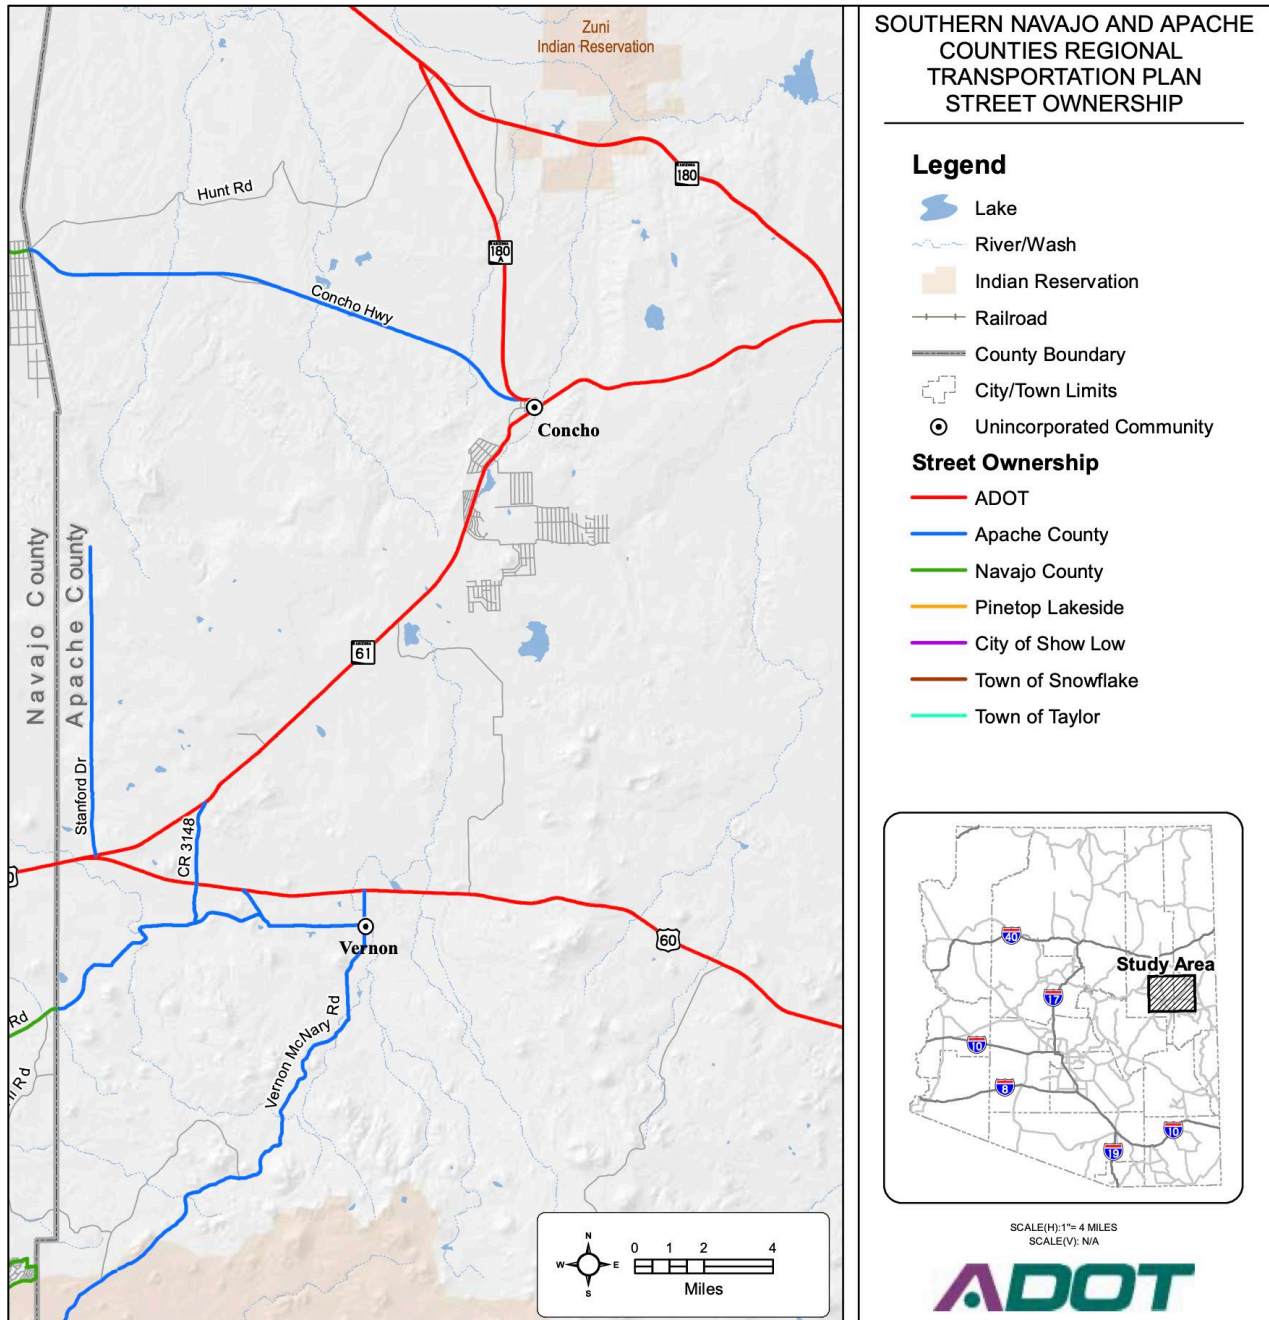 Zuni
Indian Reservation
180
Hunt Rd
ARIZONA
180
A
Concho Hwy
Concho
Navajo County
Apache County
61
Stanford Dr
CR 3148
Vernon
60
Rd
Vernon McNary Rd
ll Rd
N
W
E
S
0 1 2 4
Miles
SOUTHERN NAVAJO AND APACHE
COUNTIES REGIONAL
TRANSPORTATION PLAN
STREET OWNERSHIP
Legend
Lake
River/Wash
Indian Reservation
Railroad
County Boundary
City/Town Limits
Unincorporated Community
Street Ownership
ADOT
Apache County
Navajo County
Pinetop Lakeside
City of Show Low
Town of Snowflake
Town of Taylor
40
Study Area
17
10
8
10
19
SCALE(H):1"= 4 MILES
SCALE(V): N/A
ADOT